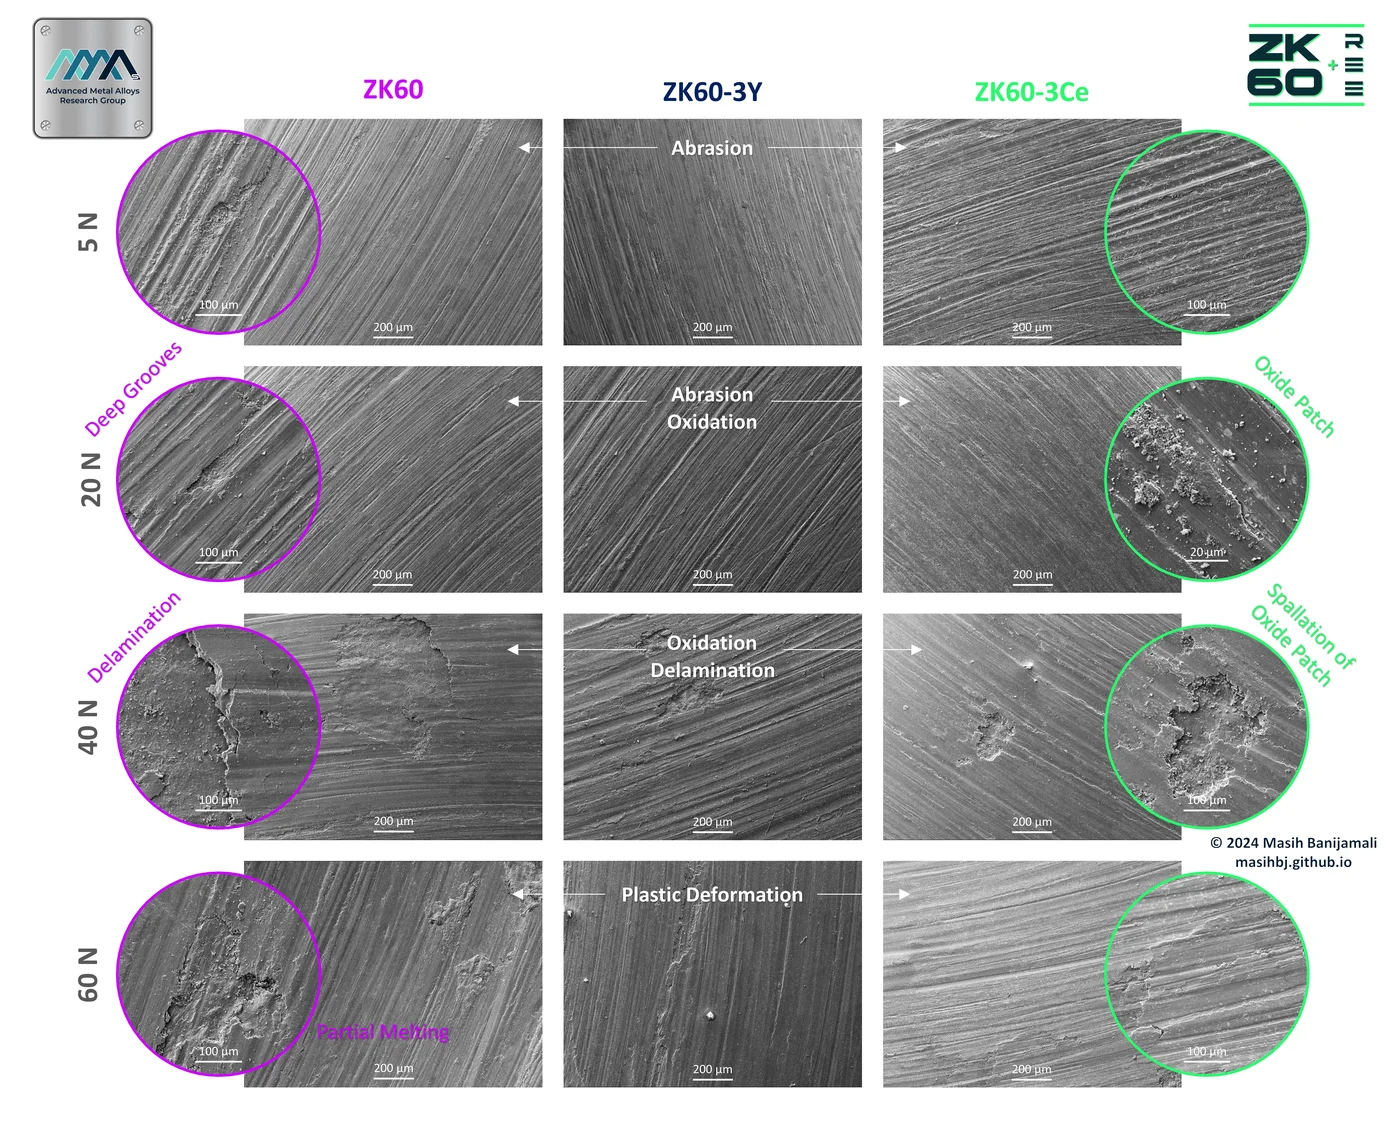 Advanced Metal Alloys
Research Group
ZK60
ZK60-3Y
ZK60-3Ce
ZK
60
+
REE
5 N
Abrasion
100 µm
200 µm
200 µm
200 µm
100 µm
20 N
Deep Grooves
Abrasion
Oxidation
Oxide Patch
100 µm
200 µm
200 µm
200 µm
20 µm
40 N
Delamination
Oxidation
Delamination
Spallation of
Oxide Patch
100 µm
200 µm
200 µm
200 µm
100 µm
© 2024 Masih Banijamali
masihbj.github.io
60 N
Plastic Deformation
Partial Melting
100 µm
200 µm
200 µm
200 µm
100 µm